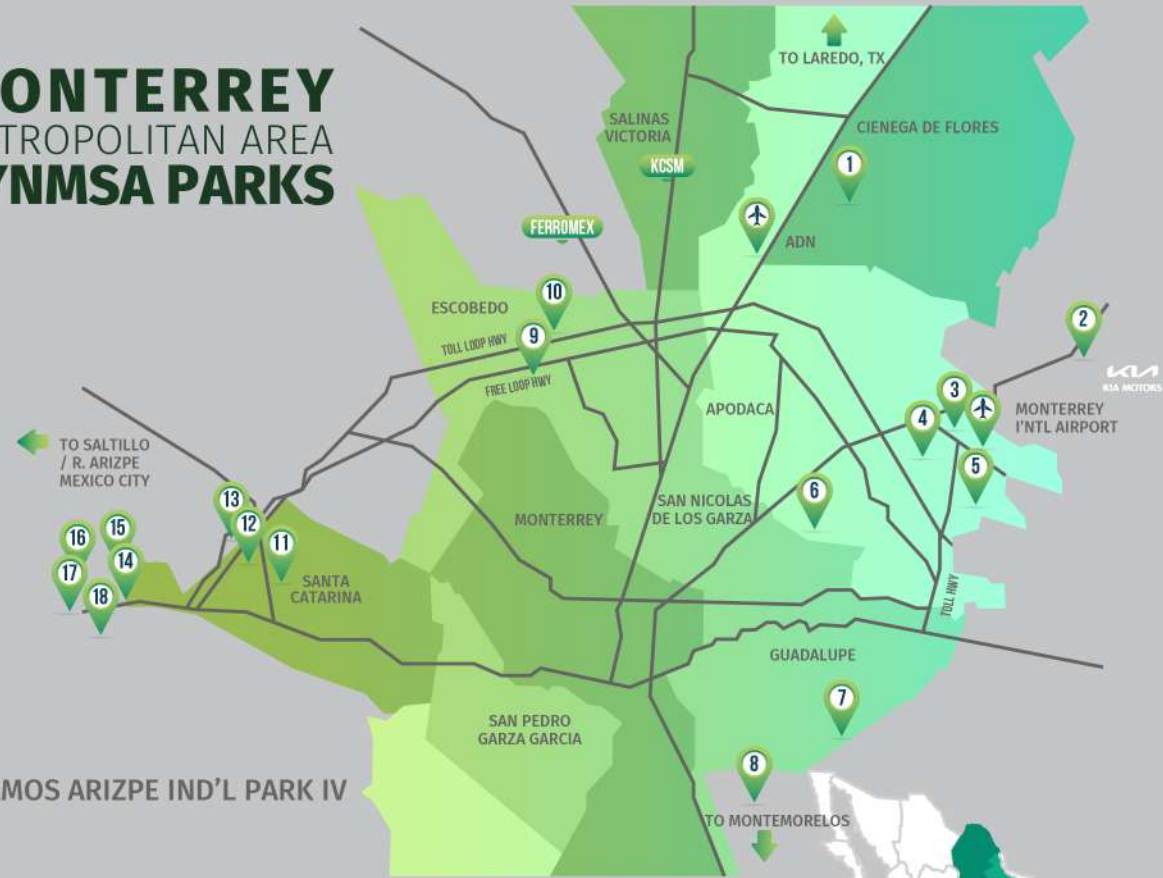 ONTERREY
TROPOLITAN AREA
YNMSA PARKS
TO LAREDO, TX
SALINAS
VICTORIA
CIENEGA DE FLORES
KCSM
1
FERROMEX
ADN
10
ESCOBEDO
2
9
TOLL LOOP HWY
FREE LOOP HWY
KIA
KIA MOTORS
3
APODACA
4
MONTERREY
I'NTL AIRPORT
TO SALTILLO
/ R. ARIZPE
MEXICO CITY
5
13
6
SAN NICOLAS
DE LOS GARZA
MONTERREY
12
15
16
11
14
17
18
SANTA
CATARINA
TOLL HWY
GUADALUPE
7
SAN PEDRO
GARZA GARCIA
8
MOS ARIZPE IND'L PARK IV
TO MONTEMORELOS